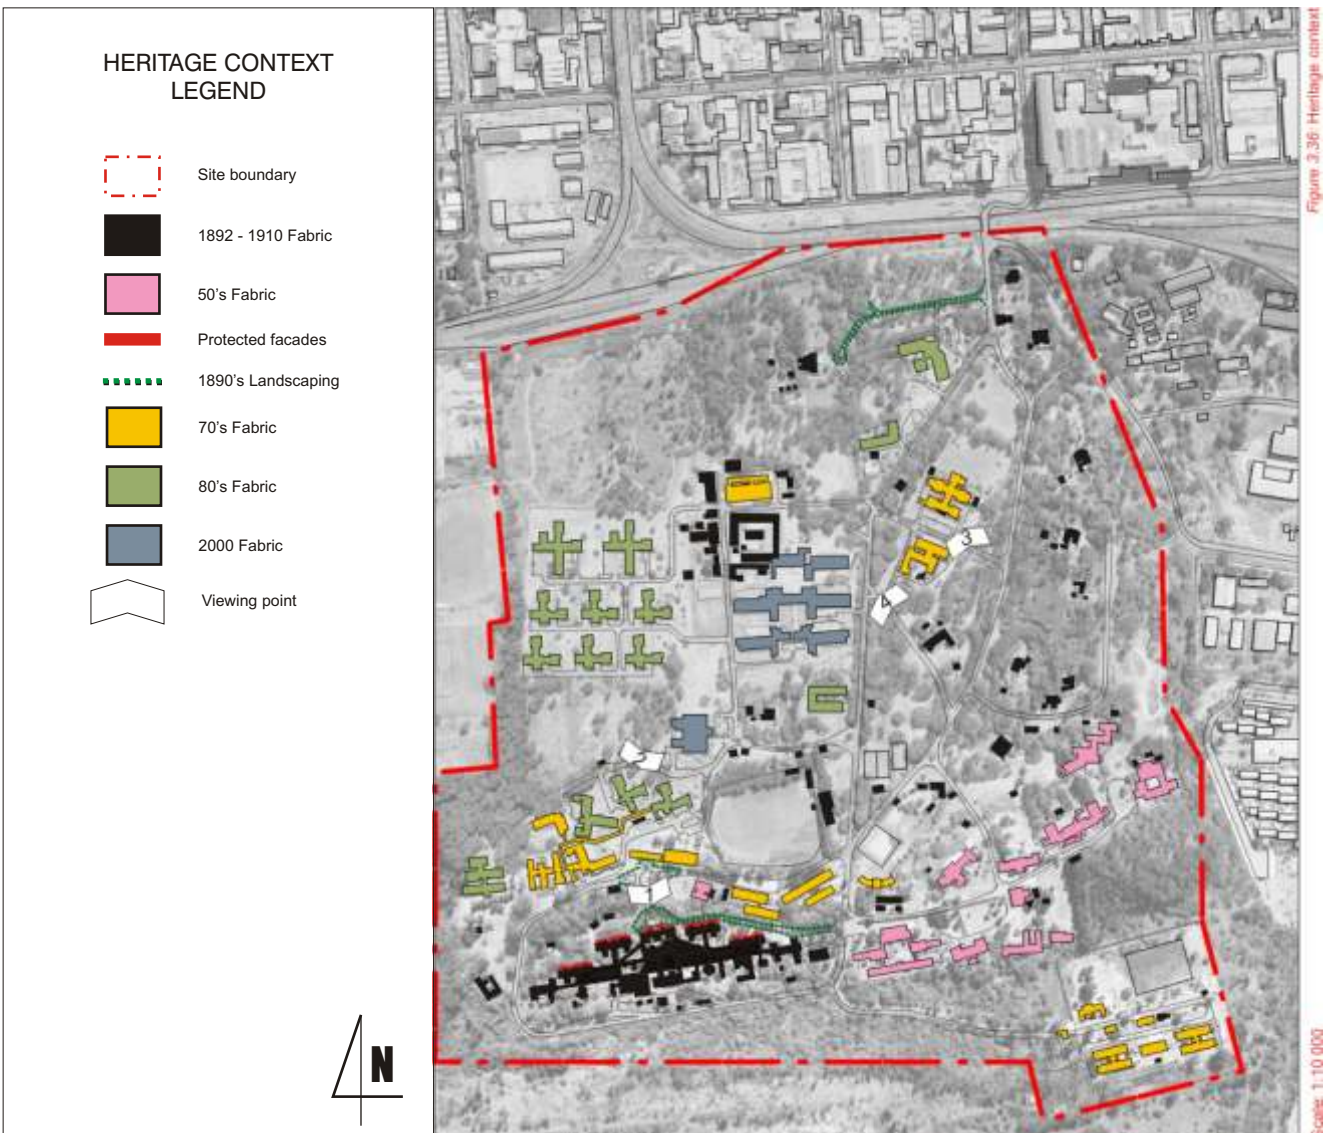 HERITAGE CONTEXT
LEGEND
Site boundary
1892 - 1910 Fabric
50's Fabric
Protected facades
1890's Landscaping
70's Fabric
80's Fabric
2000 Fabric
Viewing point
N
3
4
2
1
Figure 3.36 Heritage context
Scale 1:10 000